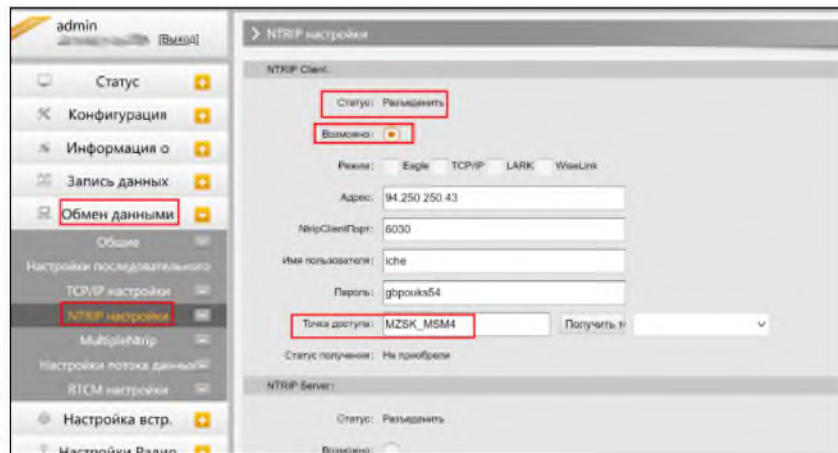 admin
[Выход]
Статус
Конфигурация
Информация о
Запись данных
Обмен данными
Общие
Настройки последовательного
TCP/IP настройки
NTRIP настройки
MultipleNtrip
Настройки потока данных
RTCM настройки
Настройка встр.
Настройки Радио
NTRIP настройки
NTRIP Client:
Статус: Разъединить
Возможно:
Режим: Eagle TCP/IP LARK WiseLink
Адрес: 94.250.250.43
NtripClientПорт: 6030
Имя пользователя: iche
Пароль: gbpouks54
Точка доступа: MZSK_MSM4 Получить т
Статус получения: Не приобрели
NTRIP Server:
Статус: Разъединить
Возможно: